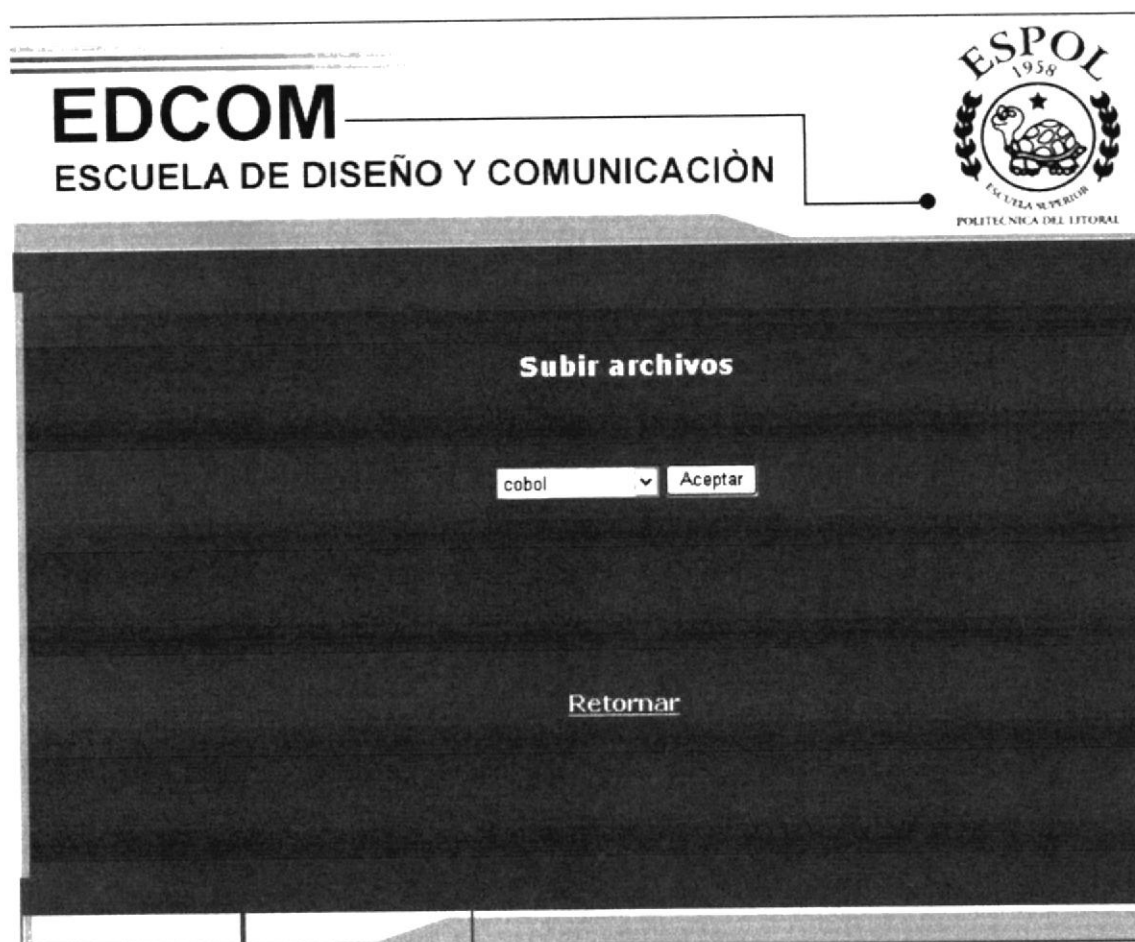 ESPOL
1958
EDCOM
ESCUELA DE DISEÑO Y COMUNICACIÒN
ESCUELA SUPERIOR
POLITECNICA DEL LITORAL
Subir archivos
cobol
Aceptar
Retornar